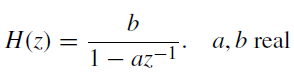 H(z) = b / (1 − az⁻¹) · a, b real